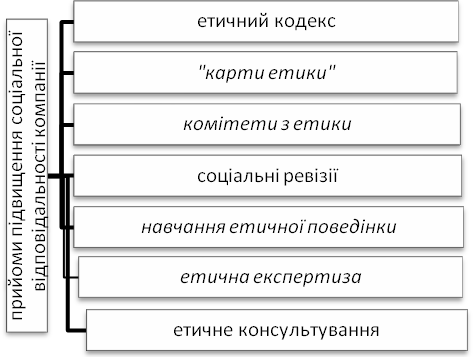 прийоми підвищення соціальної
відповідальності компанії
етичний кодекс
"карти етики"
комітети з етики
соціальні ревізії
навчання етичної поведінки
етична експертиза
етичне консультування